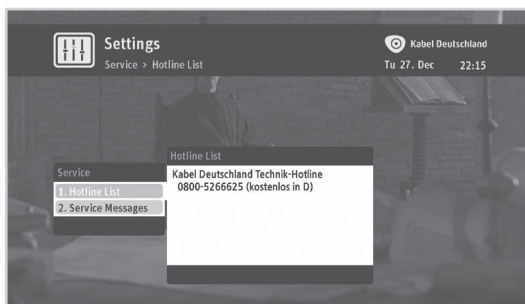 Settings
Service > Hotline List
Kabel Deutschland
Tu 27. Dec 22:15
Service
1. Hotline List
2. Service Messages
Hotline List
Kabel Deutschland Technik-Hotline
0800-5266625 (kostenlos in D)